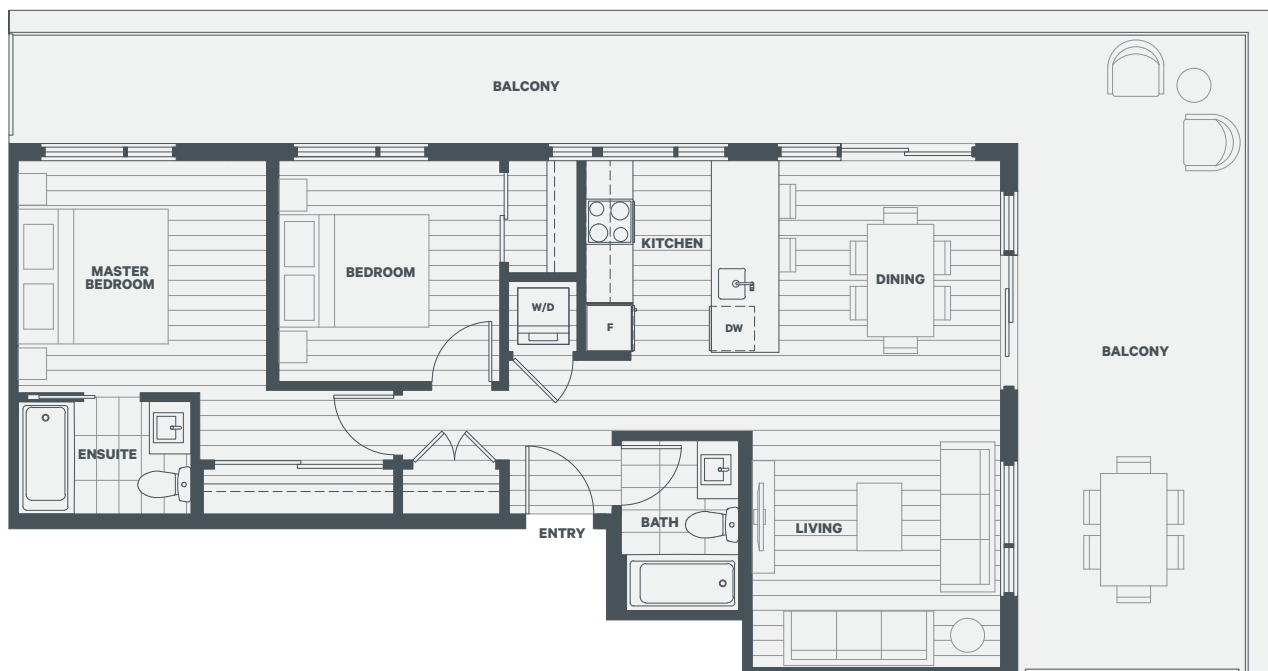 BALCONY
MASTER
BEDROOM
BEDROOM
W/D
KITCHEN
F
DW
DINING
BALCONY
ENSUITE
ENTRY
BATH
LIVING